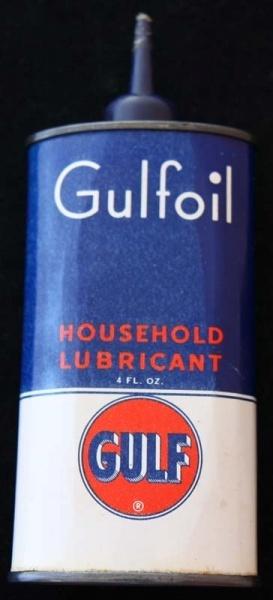 Gulfoil
HOUSEHOLD
LUBRICANT
4 FL. OZ.
GULF
®